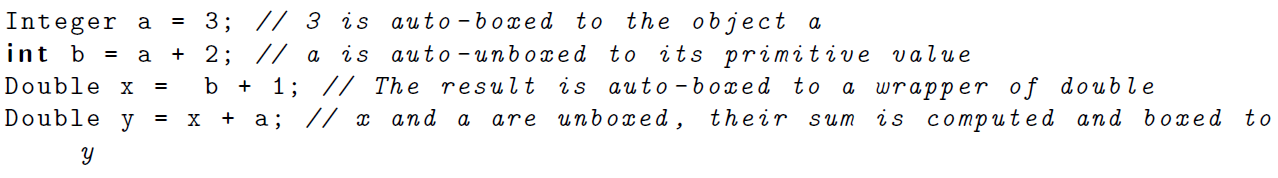 Integer a = 3; // 3 is auto-boxed to the object a
int b = a + 2; // a is auto-unboxed to its primitive value
Double x =  b + 1; // The result is auto-boxed to a wrapper of double
Double y = x + a; // x and a are unboxed, their sum is computed and boxed to
y